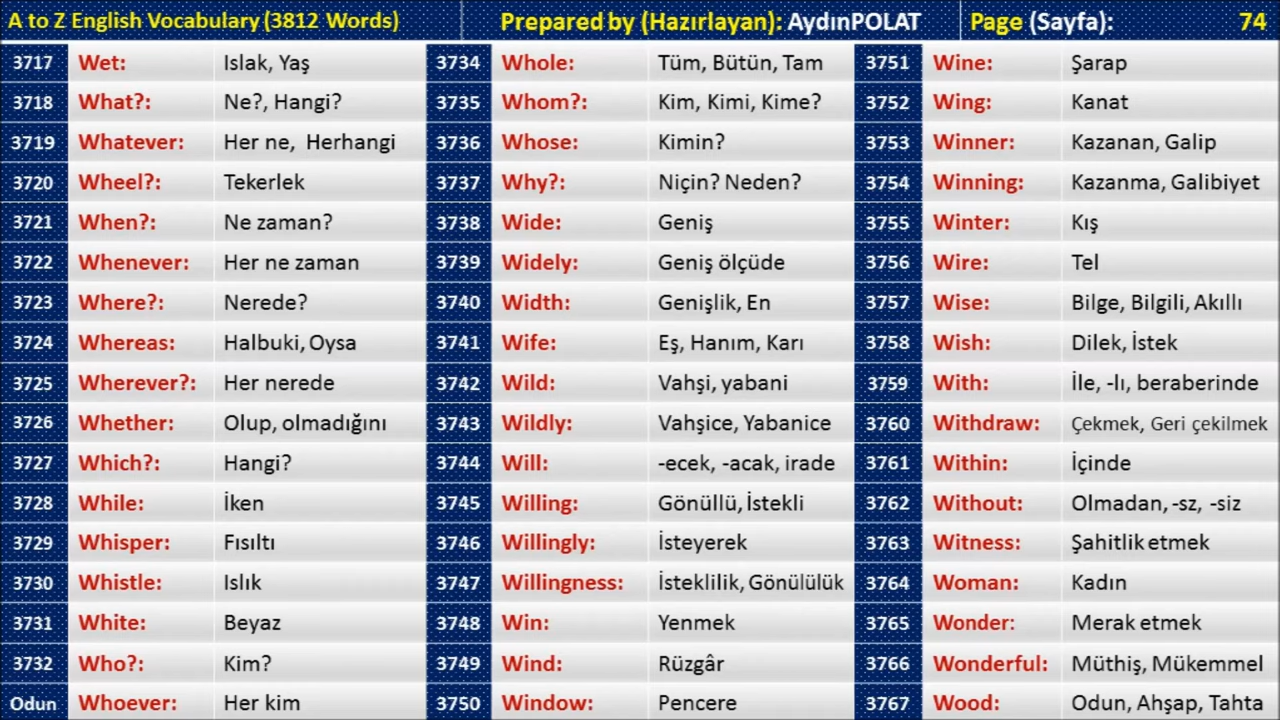 A to Z English Vocabulary (3812 Words) Prepared by (Hazırlayan): AydınPOLAT Page (Sayfa): 74
3717 Wet: Islak, Yaş
3718 What?: Ne?, Hangi?
3719 Whatever: Her ne, Herhangi
3720 Wheel?: Tekerlek
3721 When?: Ne zaman?
3722 Whenever: Her ne zaman
3723 Where?: Nerede?
3724 Whereas: Halbuki, Oysa
3725 Wherever?: Her nerede
3726 Whether: Olup, olmadığını
3727 Which?: Hangi?
3728 While: İken
3729 Whisper: Fısıltı
3730 Whistle: Islık
3731 White: Beyaz
3732 Who?: Kim?
Odun Whoever: Her kim
3734 Whole: Tüm, Bütün, Tam
3735 Whom?: Kim, Kimi, Kime?
3736 Whose: Kimin?
3737 Why?: Niçin? Neden?
3738 Wide: Geniş
3739 Widely: Geniş ölçüde
3740 Width: Genişlik, En
3741 Wife: Eş, Hanım, Karı
3742 Wild: Vahşi, yabani
3743 Wildly: Vahşice, Yabanice
3744 Will: -ecek, -acak, irade
3745 Willing: Gönüllü, İstekli
3746 Willingly: İsteyerek
3747 Willingness: İsteklilik, Gönülülük
3748 Win: Yenmek
3749 Wind: Rüzgâr
3750 Window: Pencere
3751 Wine: Şarap
3752 Wing: Kanat
3753 Winner: Kazanan, Galip
3754 Winning: Kazanma, Galibiyet
3755 Winter: Kış
3756 Wire: Tel
3757 Wise: Bilge, Bilgili, Akıllı
3758 Wish: Dilek, İstek
3759 With: İle, -lı, beraberinde
3760 Withdraw: Çekmek, Geri çekilmek
3761 Within: İçinde
3762 Without: Olmadan, -sz, -siz
3763 Witness: Şahitlik etmek
3764 Woman: Kadın
3765 Wonder: Merak etmek
3766 Wonderful: Müthiş, Mükemmel
3767 Wood: Odun, Ahşap, Tahta